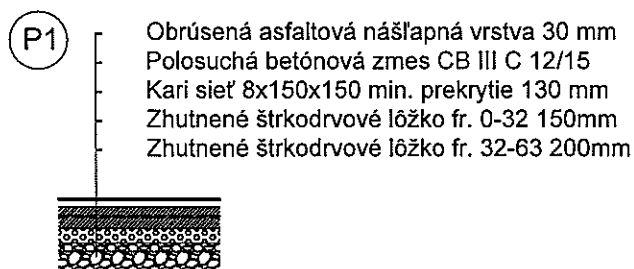 P1
Obrúsená asfaltová nášľapná vrstva 30 mm
Polosuchá betónová zmes CB III C 12/15
Kari sieť 8x150x150 min. prekrytie 130 mm
Zhutnené štrkodrvové lôžko fr. 0-32 150mm
Zhutnené štrkodrvové lôžko fr. 32-63 200mm